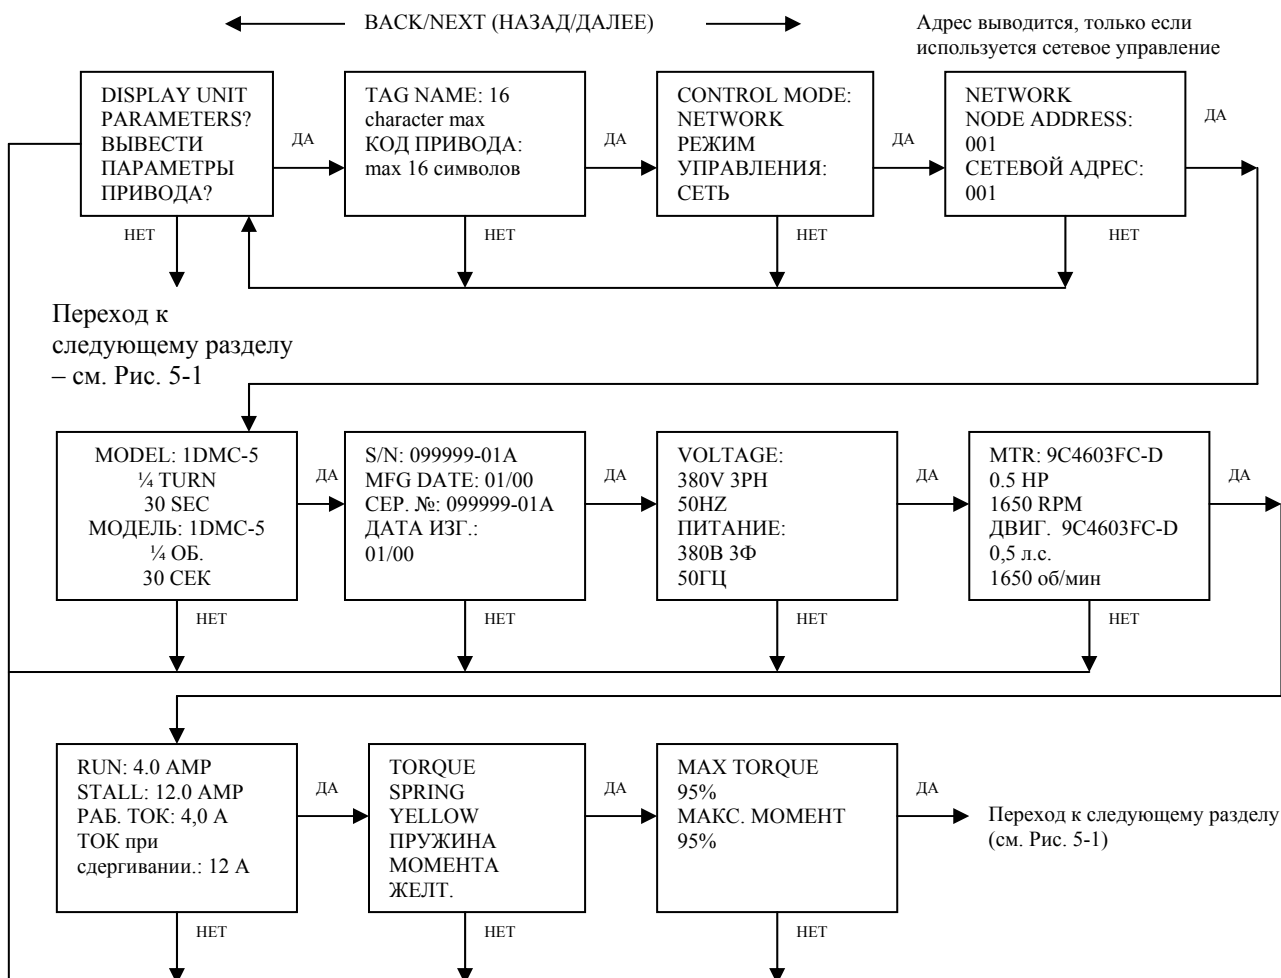 BACK/NEXT (НАЗАД/ДАЛЕЕ)
Адрес выводится, только если
используется сетевое управление
DISPLAY UNIT
PARAMETERS?
ВЫВЕСТИ
ПАРАМЕТРЫ
ПРИВОДА?
ДА
НЕТ
TAG NAME: 16
character max
КОД ПРИВОДА:
max 16 символов
ДА
НЕТ
CONTROL MODE:
NETWORK
РЕЖИМ
УПРАВЛЕНИЯ:
СЕТЬ
ДА
НЕТ
NETWORK
NODE ADDRESS:
001
СЕТЕВОЙ АДРЕС:
001
ДА
НЕТ
Переход к
следующему разделу
– см. Рис. 5-1
MODEL: 1DMC-5
¼ TURN
30 SEC
МОДЕЛЬ: 1DMC-5
¼ ОБ.
30 СЕК
ДА
НЕТ
S/N: 099999-01A
MFG DATE: 01/00
СЕР. №: 099999-01A
ДАТА ИЗГ.:
01/00
ДА
НЕТ
VOLTAGE:
380V 3PH
50HZ
ПИТАНИЕ:
380В 3Ф
50ГЦ
ДА
НЕТ
MTR: 9C4603FC-D
0.5 HP
1650 RPM
ДВИГ. 9C4603FC-D
0,5 л.с.
1650 об/мин
ДА
НЕТ
RUN: 4.0 AMP
STALL: 12.0 AMP
РАБ. ТОК: 4,0 А
ТОК при
сдергивании.: 12 А
ДА
НЕТ
TORQUE
SPRING
YELLOW
ПРУЖИНА
МОМЕНТА
ЖЕЛТ.
ДА
НЕТ
MAX TORQUE
95%
МАКС. МОМЕНТ
95%
ДА
НЕТ
Переход к следующему разделу
(см. Рис. 5-1)